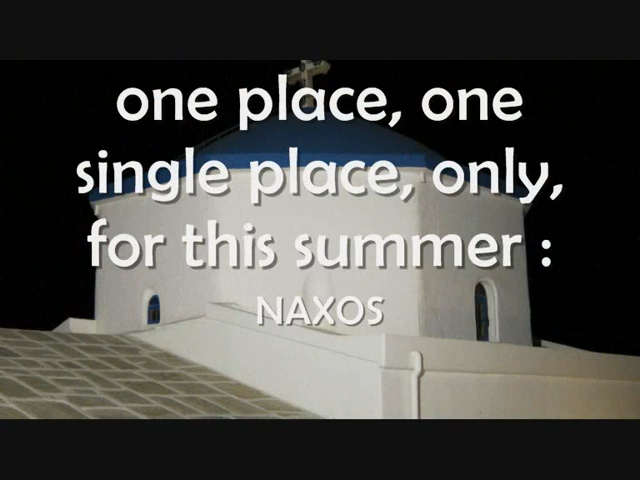 one place, one
single place, only,
for this summer :
NAXOS